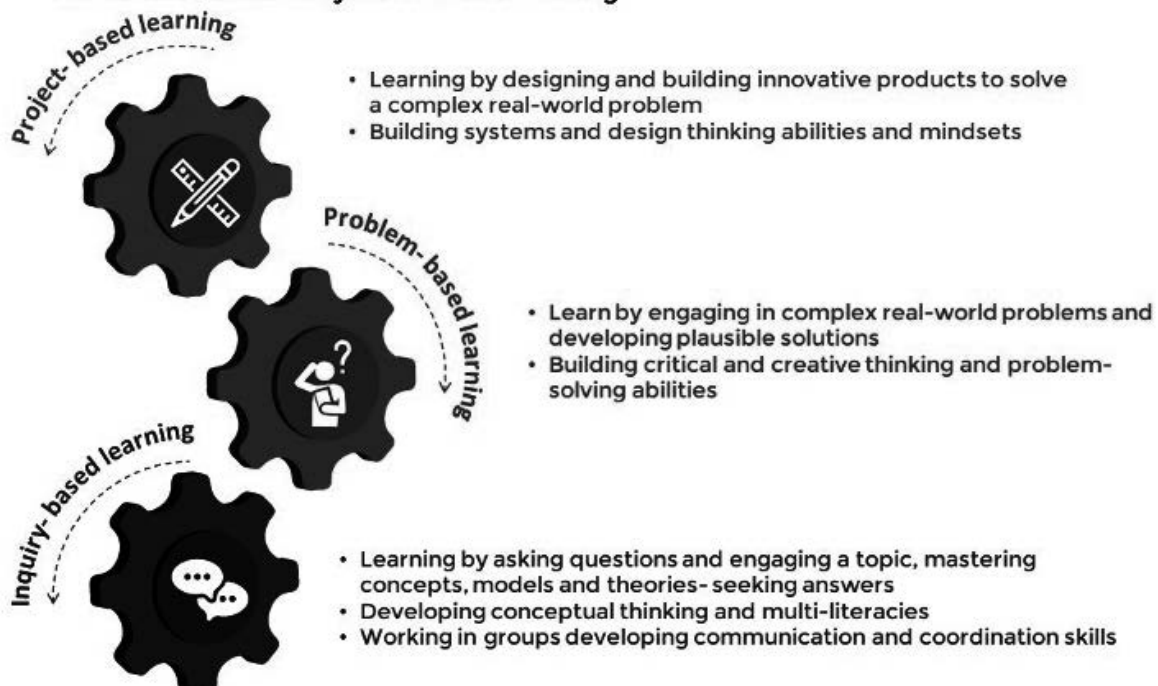 Project- based learning
• Learning by designing and building innovative products to solve
a complex real-world problem
• Building systems and design thinking abilities and mindsets
Problem- based learning
• Learn by engaging in complex real-world problems and
developing plausible solutions
• Building critical and creative thinking and problem-
solving abilities
Inquiry- based learning
• Learning by asking questions and engaging a topic, mastering
concepts, models and theories- seeking answers
• Developing conceptual thinking and multi-literacies
• Working in groups developing communication and coordination skills